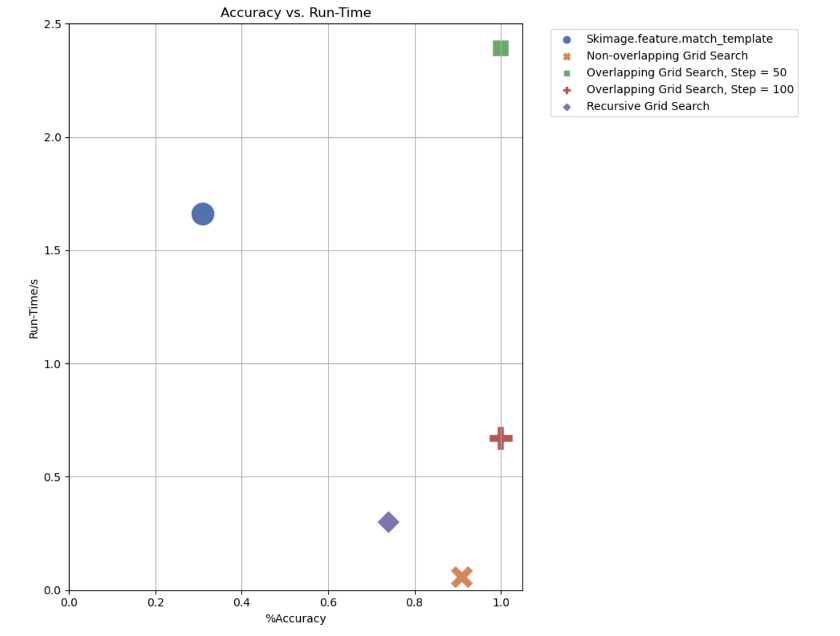 Accuracy vs. Run-Time
2.5
2.0
1.5
1.0
0.5
0.0
Run-Time/s
0.0 0.2 0.4 0.6 0.8 1.0
%Accuracy
Skimage.feature.match_template
Non-overlapping Grid Search
Overlapping Grid Search, Step = 50
Overlapping Grid Search, Step = 100
Recursive Grid Search